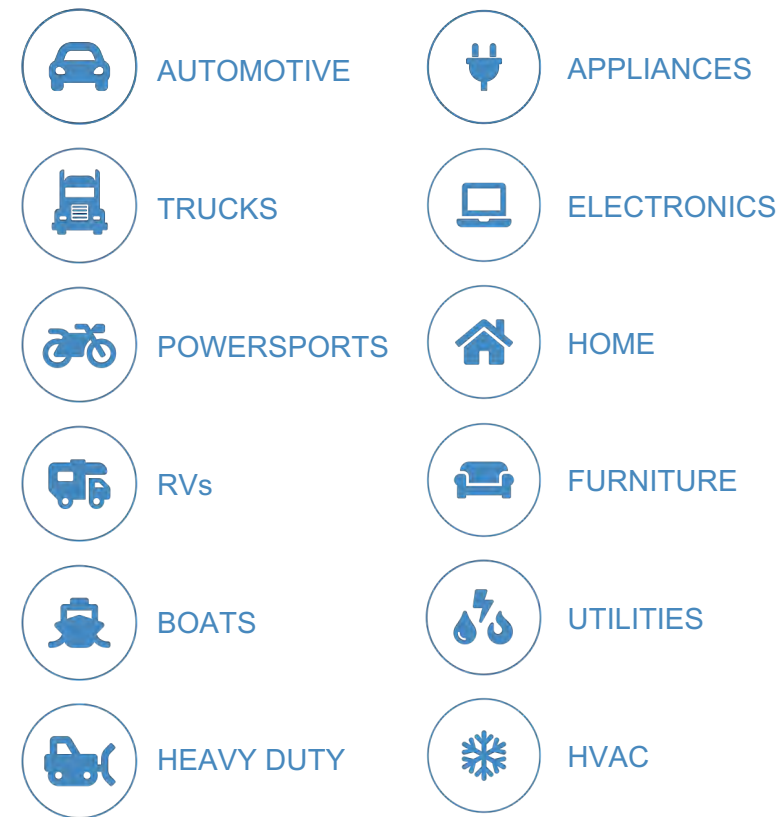 AUTOMOTIVE
TRUCKS
POWERSPORTS
RVs
BOATS
HEAVY DUTY
APPLIANCES
ELECTRONICS
HOME
FURNITURE
UTILITIES
HVAC